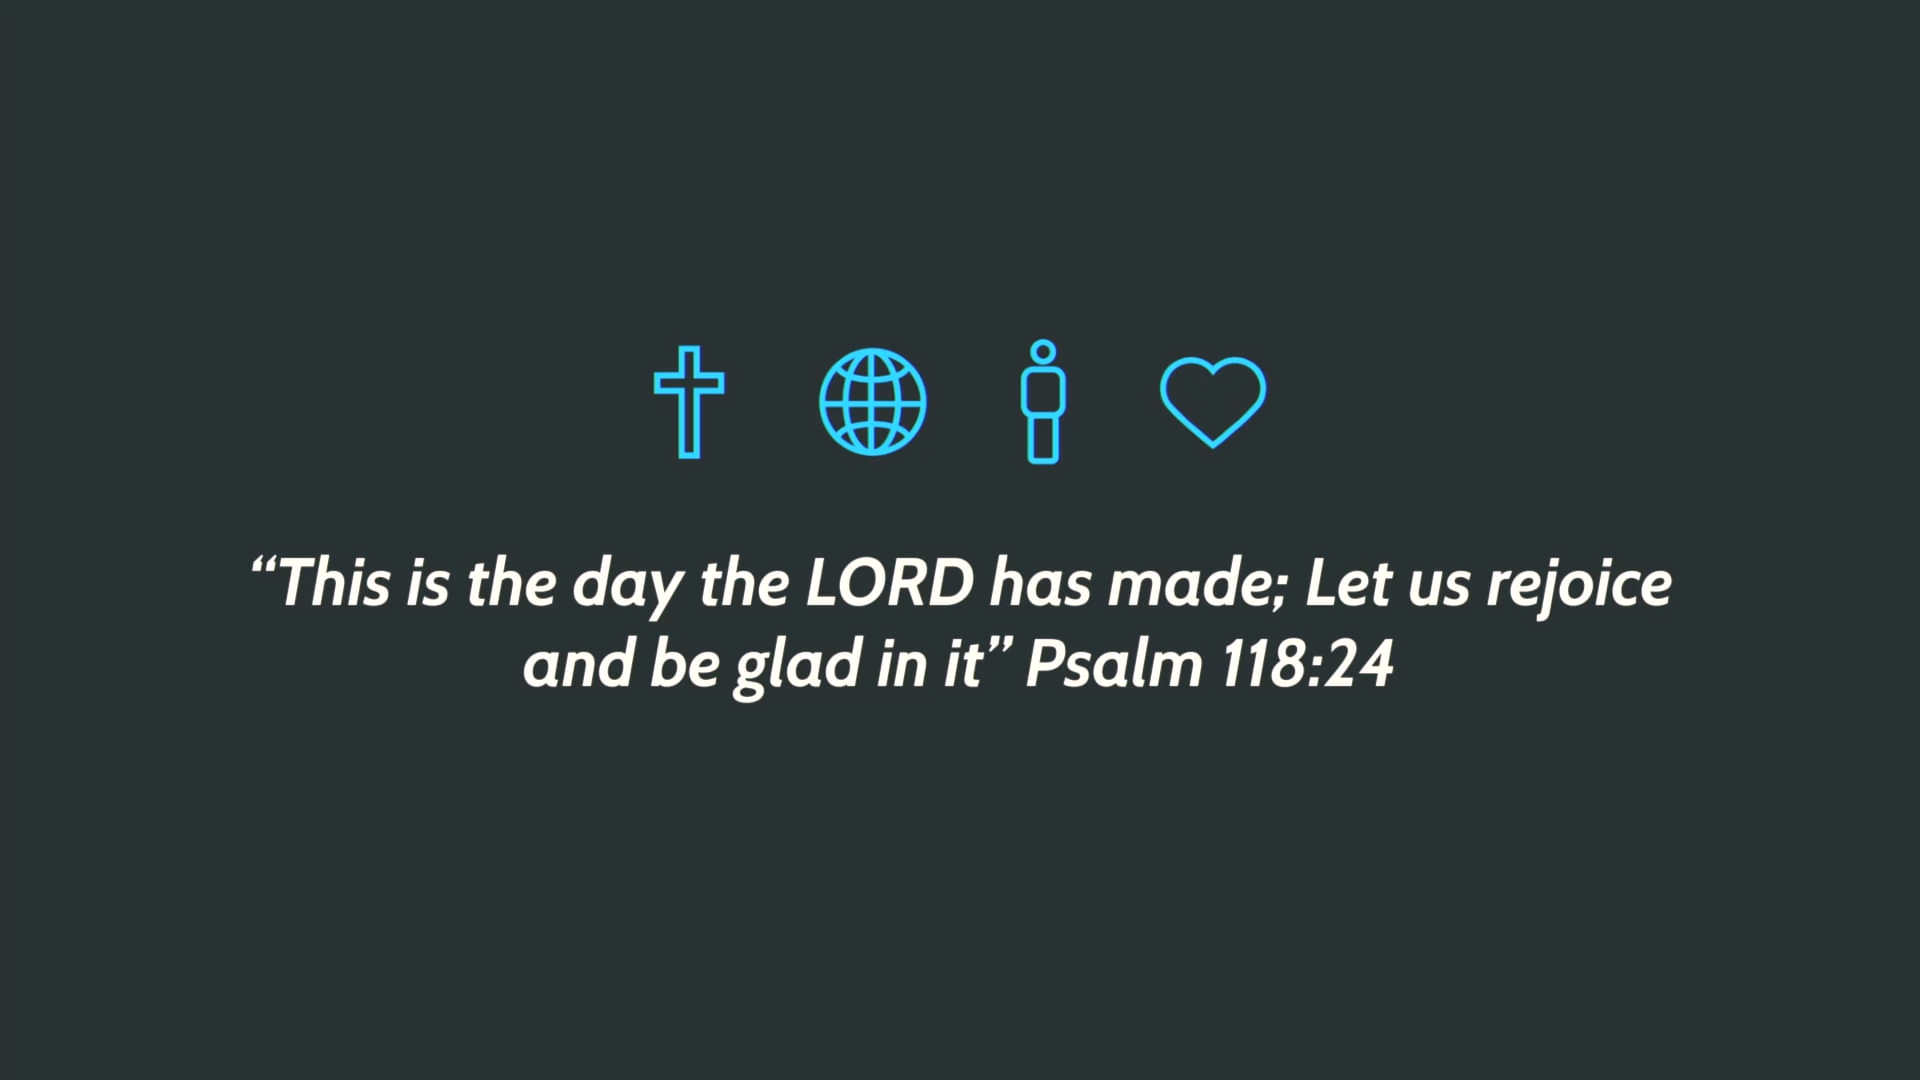 “This is the day the LORD has made; Let us rejoice
and be glad in it” Psalm 118:24